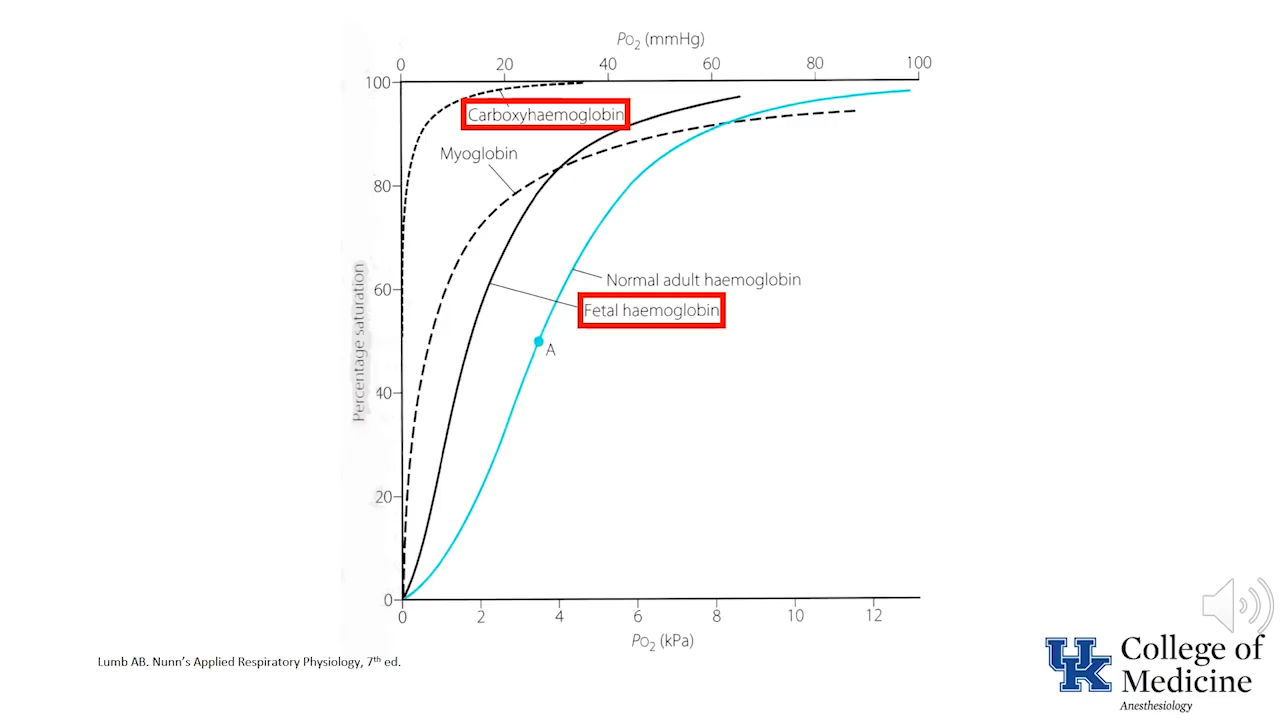 PO2 (mmHg)
0 20 40 60 80 100
100
Carboxyhaemoglobin
Myoglobin
80
Normal adult haemoglobin
60
Fetal haemoglobin
A
Percentage saturation
40
20
0
0 2 4 6 8 10 12
PO2 (kPa)
Lumb AB. Nunn's Applied Respiratory Physiology, 7th ed.
UK
College of
Medicine
Anesthesiology